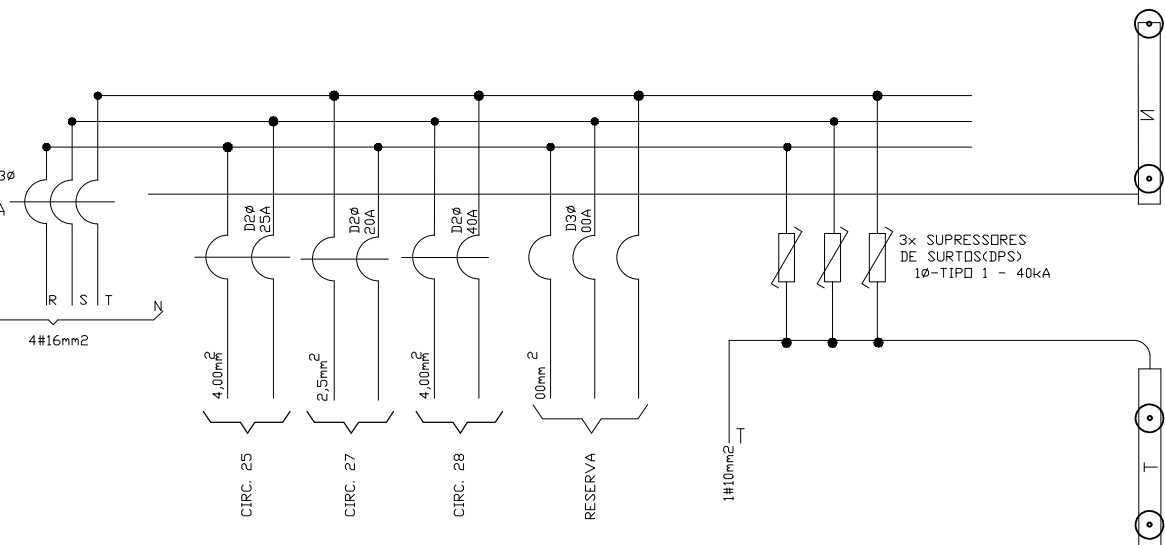 3Ø
A
R S T
N
4#16mm2
D2Ø
25A
D2Ø
20A
D2Ø
40A
D3Ø
00A
4,00mm2
2,5mm2
4,00mm2
00mm 2
CIRC. 25
CIRC. 27
CIRC. 28
RESERVA
3x SUPRESSORES
DE SURTOS(DPS)
1Ø-TIPO 1 - 40kA
1#10mm2
T
N
T